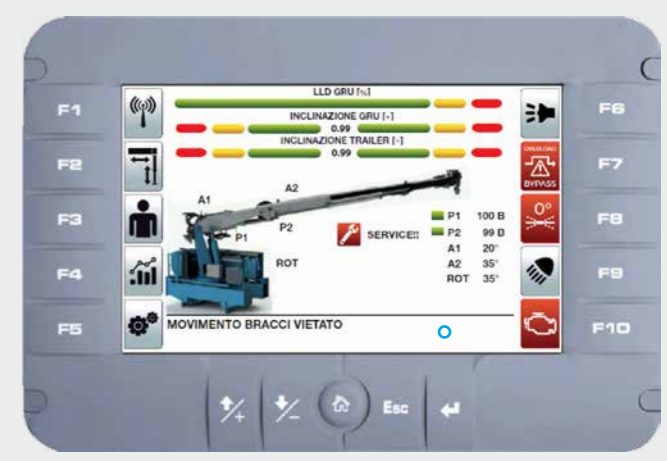 LLD GRU [%]
F1
F6
INCLINAZIONE GRU [-]
0.99
INCLINAZIONE TRAILER [-]
0.99
OVERLOAD
BYPASS
F2
F7
A1
A2
P1
P2
SERVICE!!
P1 100 B
P2 99 D
A1 20°
A2 35°
ROT 35°
F3
0°
F8
ROT
F4
F9
MOVIMENTO BRACCI VIETATO
F5
F10
+
-
Esc